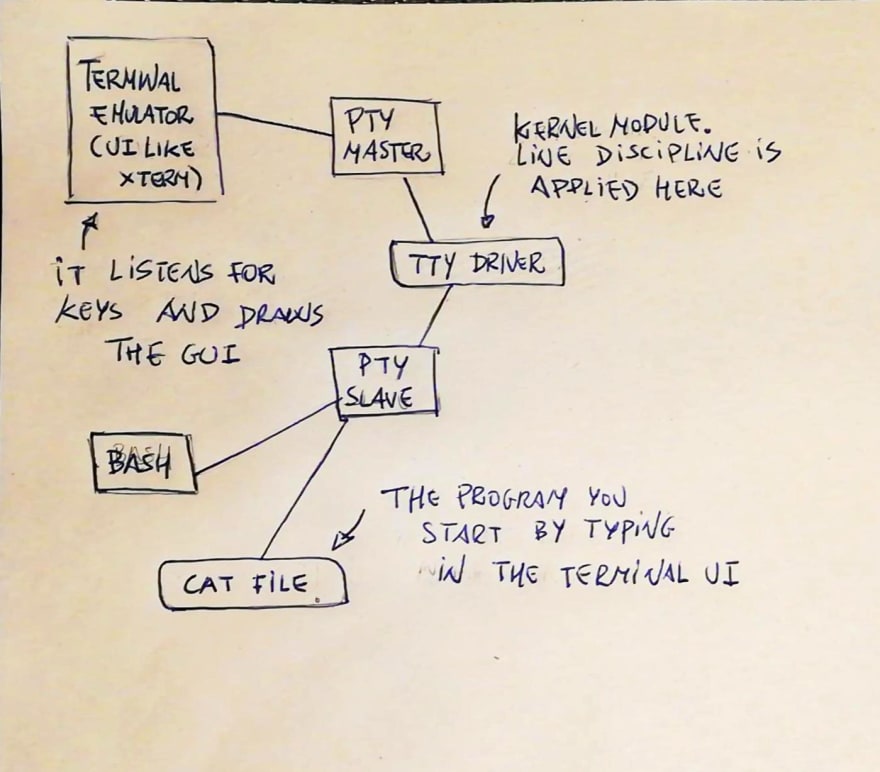 TERMINAL
EMULATOR
(UI LIKE
XTERM)
PTY
MASTER
KERNEL MODULE.
LINE DISCIPLINE IS
APPLIED HERE
TTY DRIVER
IT LISTENS FOR
KEYS AND DRAWS
THE GUI
PTY
SLAVE
BASH
THE PROGRAM YOU
START BY TYPING
IN THE TERMINAL UI
CAT FILE